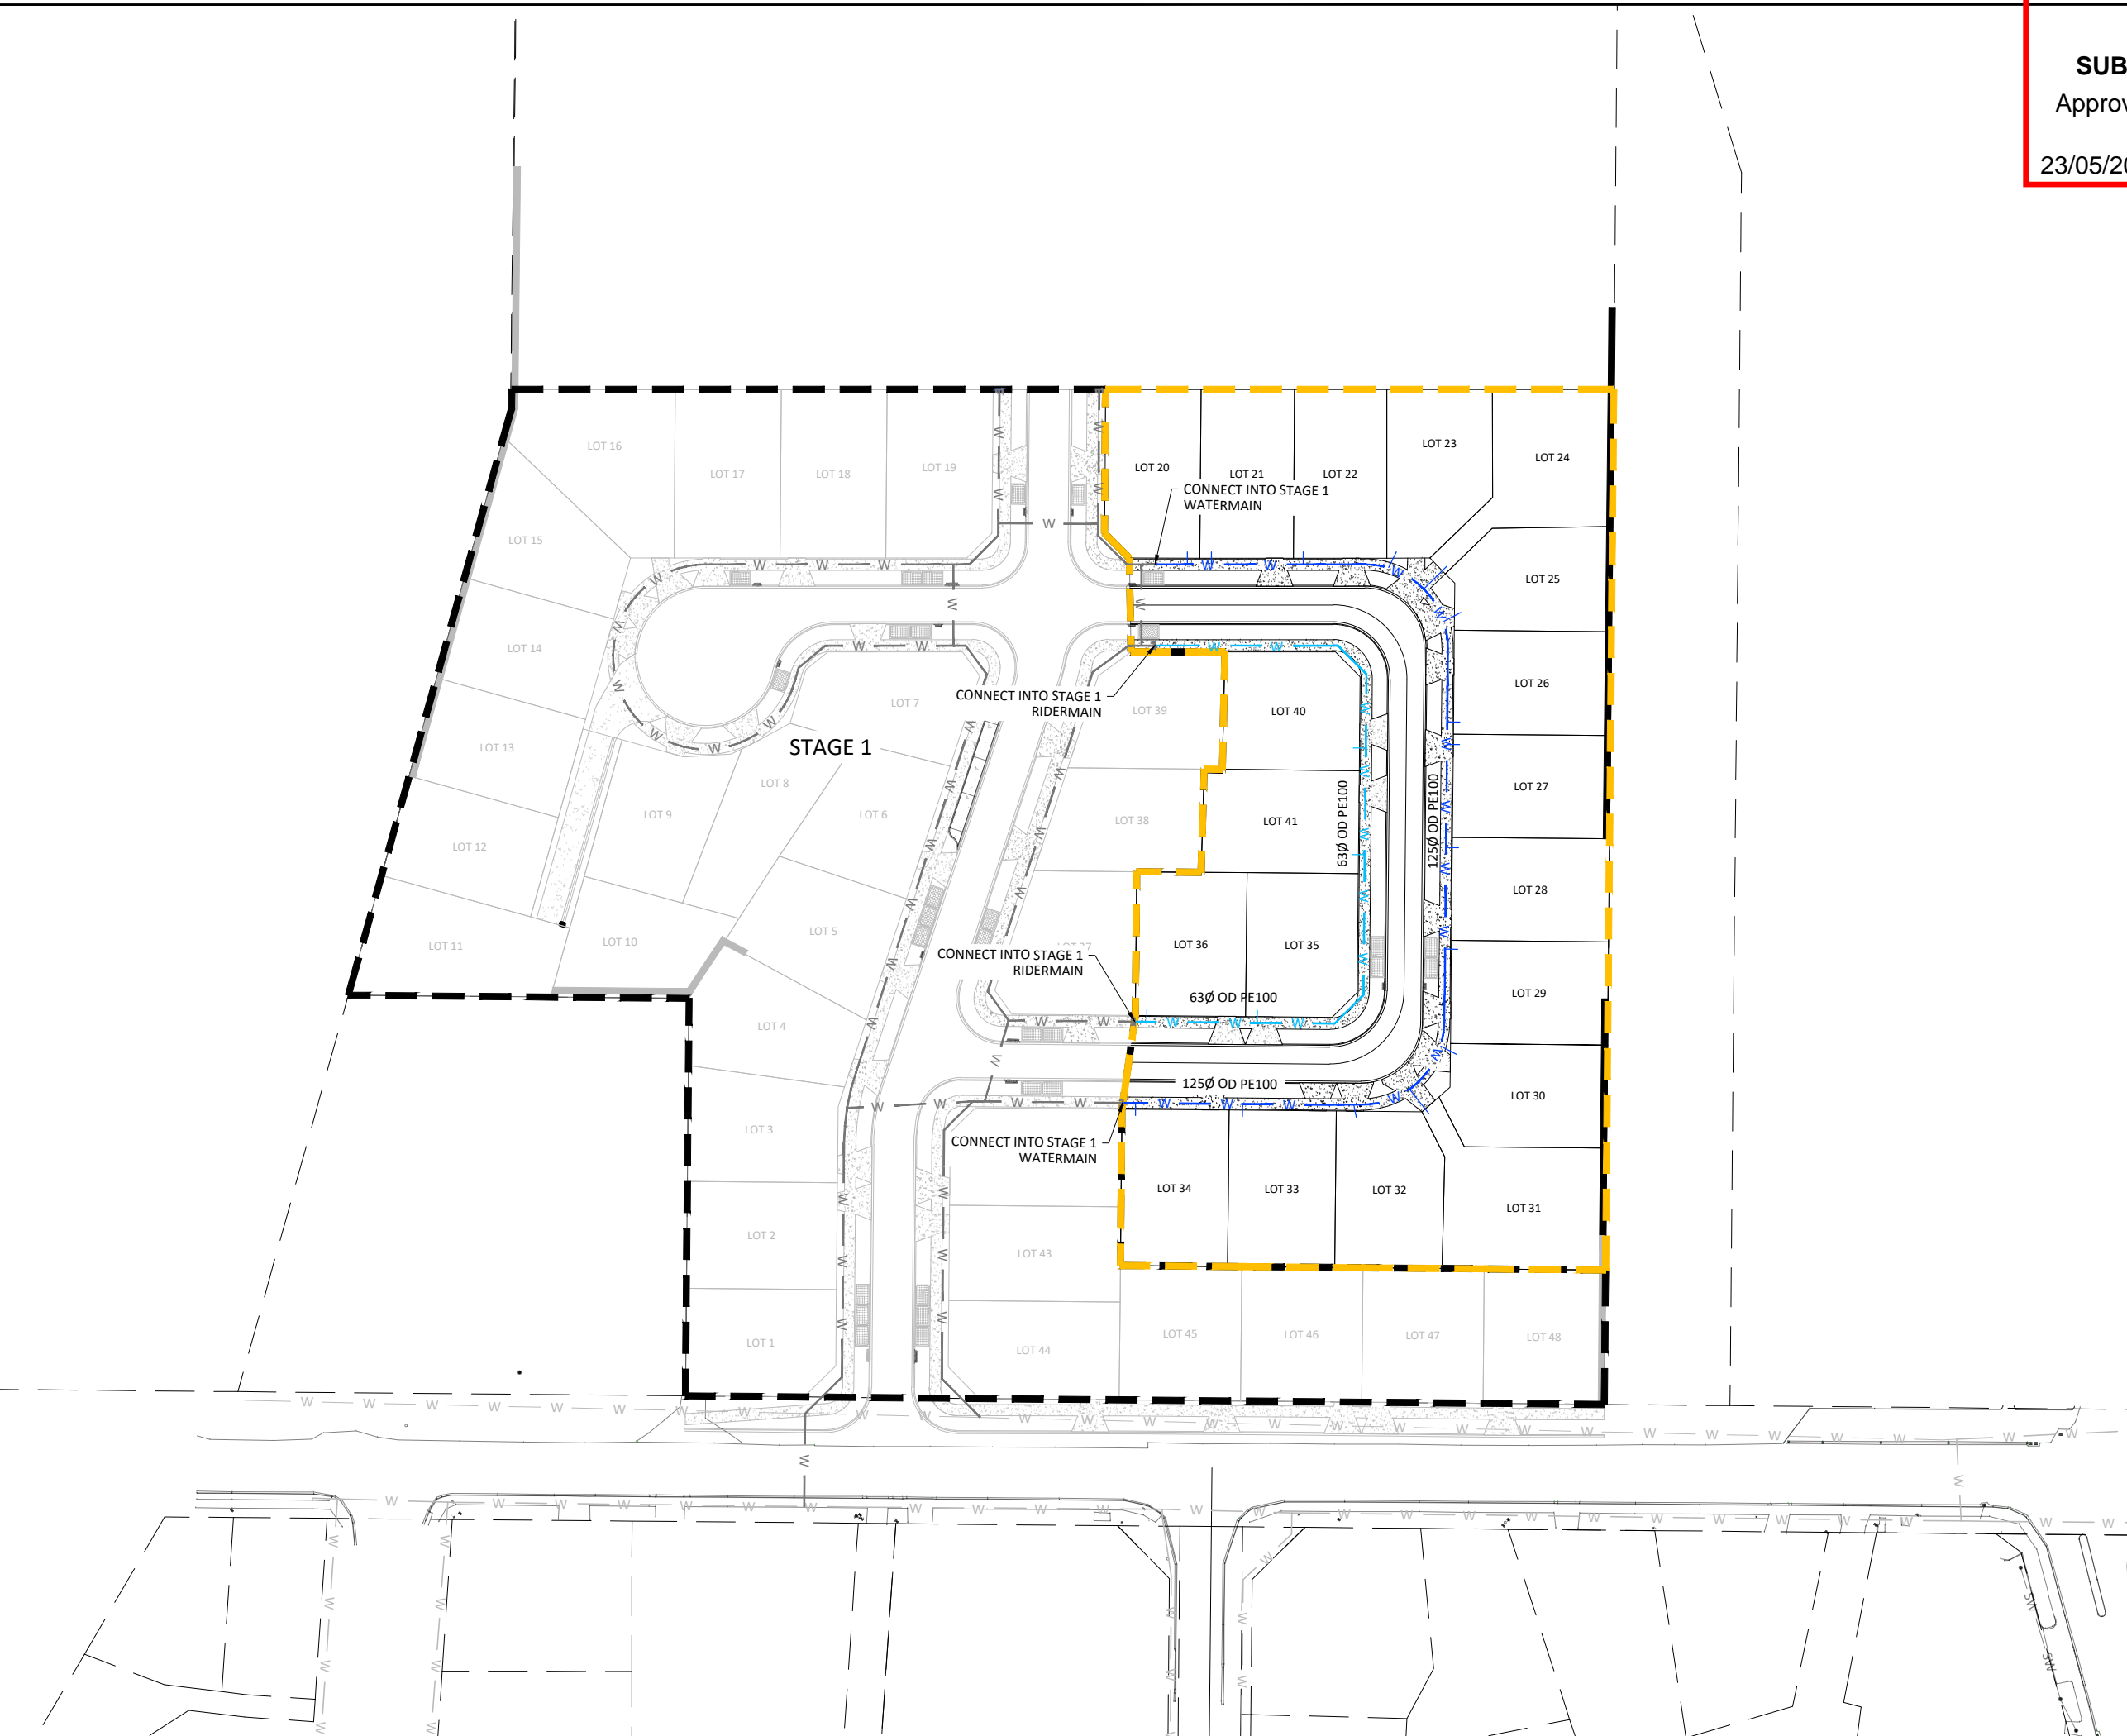 SUB
Approv
23/05/20
LOT 16
LOT 17
LOT 18
LOT 19
LOT 20
LOT 21
LOT 22
LOT 23
LOT 24
CONNECT INTO STAGE 1
WATERMAIN
LOT 15
LOT 25
LOT 14
LOT 26
CONNECT INTO STAGE 1
RIDERMAIN
LOT 7
LOT 39
LOT 40
LOT 13
STAGE 1
LOT 8
LOT 27
LOT 9
LOT 6
LOT 38
LOT 41
63Ø OD PE100
125Ø OD PE100
LOT 12
LOT 28
LOT 11
LOT 10
LOT 5
LOT 36
LOT 35
CONNECT INTO STAGE 1
RIDERMAIN
LOT 29
63Ø OD PE100
LOT 4
125Ø OD PE100
LOT 30
LOT 3
CONNECT INTO STAGE 1
WATERMAIN
LOT 34
LOT 33
LOT 32
LOT 31
LOT 2
LOT 43
LOT 1
LOT 44
LOT 45
LOT 46
LOT 47
LOT 48
W
SW
SW